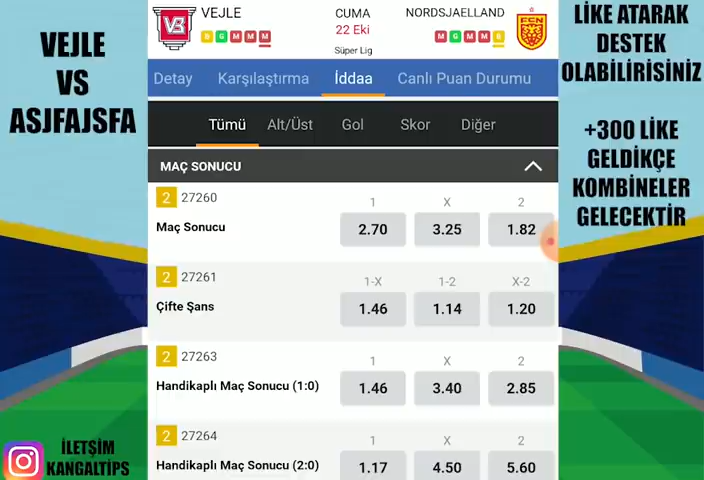 VEJLE
VS
ASJFAJSFA
VEJLE
B G M M M
CUMA
22 Eki
Süper Lig
NORDSJAELLAND
M G M M B
FCN
Detay Karşılaştırma İddaa Canlı Puan Durumu
Tümü Alt/Üst Gol Skor Diğer
MAÇ SONUCU
2 27260
1 X 2
Maç Sonucu 2.70 3.25 1.82
2 27261
1-X 1-2 X-2
Çifte Şans 1.46 1.14 1.20
2 27263
1 X 2
Handikaplı Maç Sonucu (1:0) 1.46 3.40 2.85
2 27264
1 X 2
Handikaplı Maç Sonucu (2:0) 1.17 4.50 5.60
LİKE ATARAK
DESTEK
OLABİLİRİSİNİZ
+300 LİKE
GELDİKÇE
KOMBİNELER
GELECEKTİR
İLETŞİM
KANGALTİPS